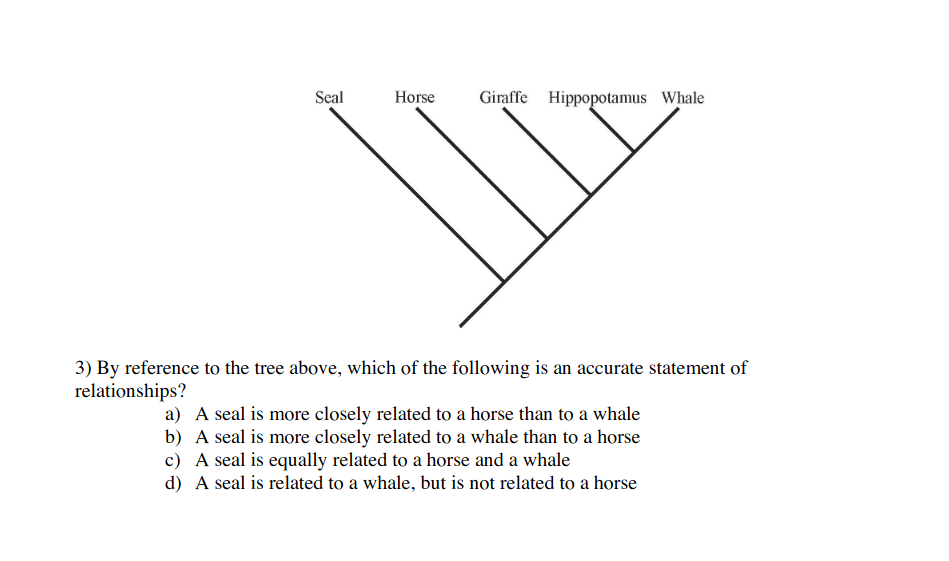 Seal Horse Giraffe Hippopotamus Whale
3) By reference to the tree above, which of the following is an accurate statement of
relationships?
a) A seal is more closely related to a horse than to a whale
b) A seal is more closely related to a whale than to a horse
c) A seal is equally related to a horse and a whale
d) A seal is related to a whale, but is not related to a horse